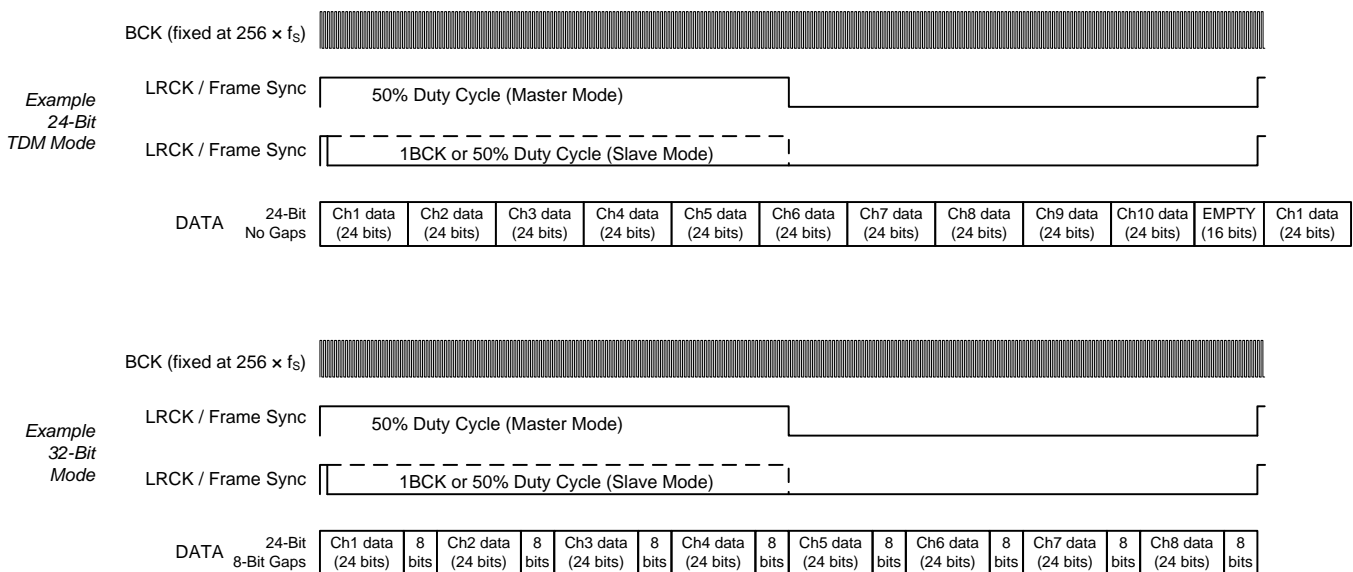 BCK (fixed at 256 × fS)
Example
24-Bit
TDM Mode
LRCK / Frame Sync
50% Duty Cycle (Master Mode)
LRCK / Frame Sync
1BCK or 50% Duty Cycle (Slave Mode)
DATA
24-Bit
No Gaps
Ch1 data
(24 bits)
Ch2 data
(24 bits)
Ch3 data
(24 bits)
Ch4 data
(24 bits)
Ch5 data
(24 bits)
Ch6 data
(24 bits)
Ch7 data
(24 bits)
Ch8 data
(24 bits)
Ch9 data
(24 bits)
Ch10 data
(24 bits)
EMPTY
(16 bits)
Ch1 data
(24 bits)
BCK (fixed at 256 × fS)
Example
32-Bit
Mode
LRCK / Frame Sync
50% Duty Cycle (Master Mode)
LRCK / Frame Sync
1BCK or 50% Duty Cycle (Slave Mode)
DATA
24-Bit
8-Bit Gaps
Ch1 data
(24 bits)
8
bits
Ch2 data
(24 bits)
8
bits
Ch3 data
(24 bits)
8
bits
Ch4 data
(24 bits)
8
bits
Ch5 data
(24 bits)
8
bits
Ch6 data
(24 bits)
8
bits
Ch7 data
(24 bits)
8
bits
Ch8 data
(24 bits)
8
bits